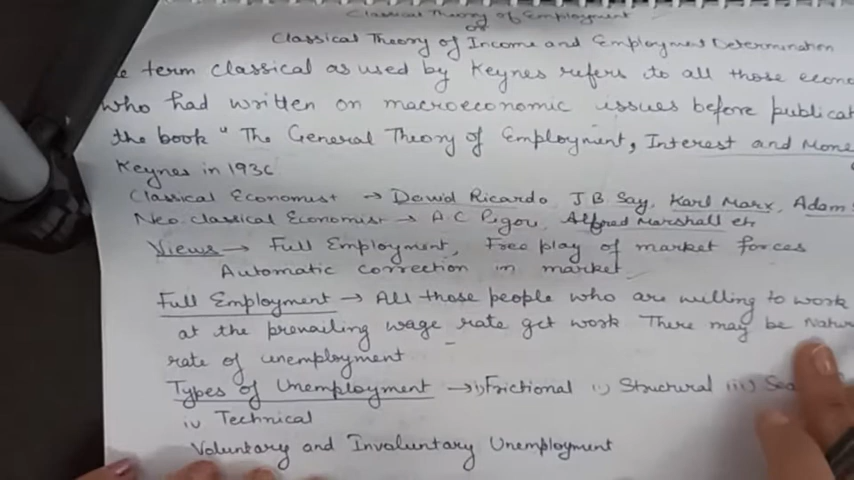 Classical Theory of Employment
or
Classical Theory of Income and Employment Determination
e term classical as used by Keynes refers to all those econo
who had written on macroeconomic issues before publicat
the book " The General Theory of Employment, Interest and Mone
Keynes in 1936
Classical Economist → David Ricardo, J B Say, Karl Marx, Adam
Neo classical Economist → A.C Pigou, Alfred Marshall etc
Views → Full Employment, Free play of market forces
Automatic correction in market
Full Employment → All those people who are willing to work
at the prevailing wage rate get work There may be Natur
rate of unemployment
Types of Unemployment → i) Frictional ii) Structural iii) Sea
iv Technical
Voluntary and Involuntary Unemployment